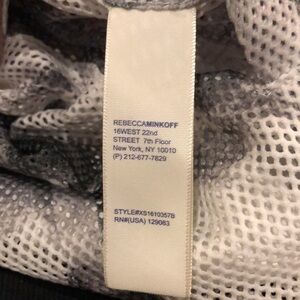 REBECCAMINKOFF
16WEST 22nd
STREET 7th Floor
New York, NY 10010
(P) 212-677-7829
STYLE#XS1610357B
RN#(USA) 129083